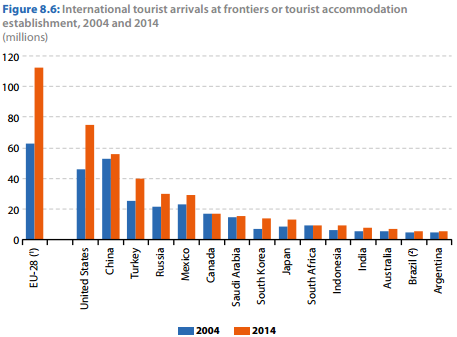 Figure 8.6: International tourist arrivals at frontiers or tourist accommodation
establishment, 2004 and 2014
(millions)
120
100
80
60
40
20
0
EU-28 (¹)
United States
China
Turkey
Russia
Mexico
Canada
Saudi Arabia
South Korea
Japan
South Africa
Indonesia
India
Australia
Brazil (²)
Argentina
2004
2014